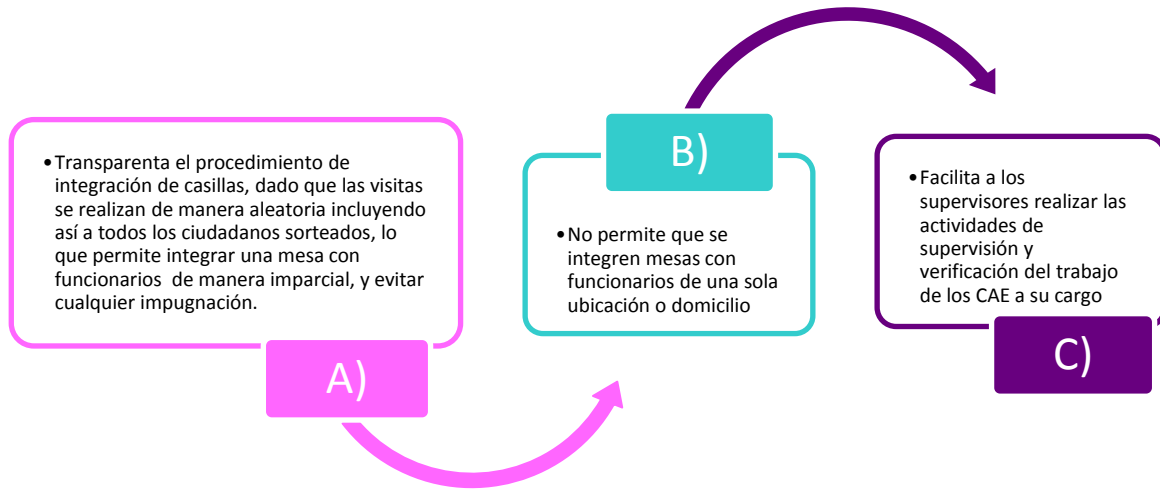 •Transparenta el procedimiento de
integración de casillas, dado que las visitas
se realizan de manera aleatoria incluyendo
así a todos los ciudadanos sorteados, lo
que permite integrar una mesa con
funcionarios de manera imparcial, y evitar
cualquier impugnación.
A)
B)
•No permite que se
integren mesas con
funcionarios de una sola
ubicación o domicilio
•Facilita a los
supervisores realizar las
actividades de
supervisión y
verificación del trabajo
de los CAE a su cargo
C)